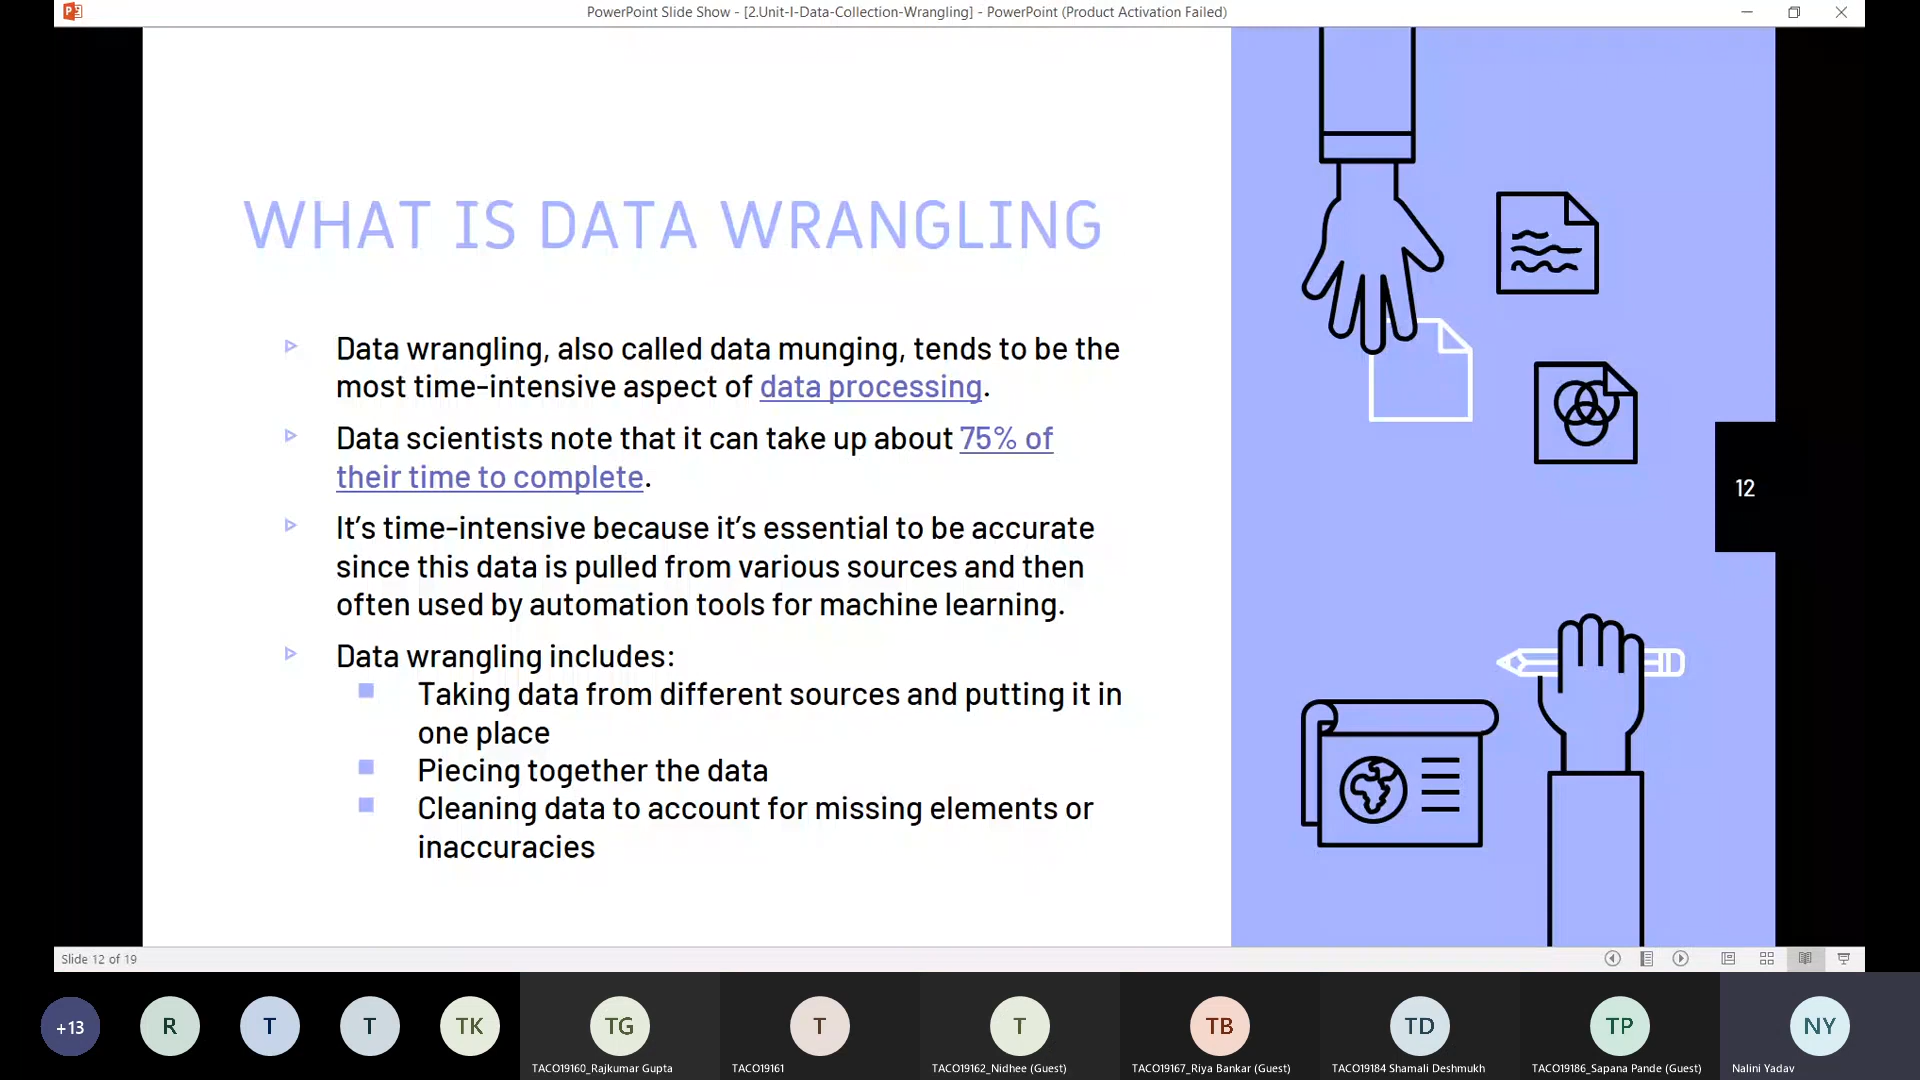 PowerPoint Slide Show - [2.Unit-I-Data-Collection-Wrangling] - PowerPoint (Product Activation Failed)
WHAT IS DATA WRANGLING
Data wrangling, also called data munging, tends to be the
most time-intensive aspect of data processing.
Data scientists note that it can take up about 75% of
their time to complete.
It’s time-intensive because it’s essential to be accurate
since this data is pulled from various sources and then
often used by automation tools for machine learning.
Data wrangling includes:
Taking data from different sources and putting it in
one place
Piecing together the data
Cleaning data to account for missing elements or
inaccuracies
12
Slide 12 of 19
+13
R
T
T
TK
TG
TACO19160_Rajkumar Gupta
T
TACO19161
T
TACO19162_Nidhee (Guest)
TB
TACO19167_Riya Bankar (Guest)
TD
TACO19184 Shamali Deshmukh
TP
TACO19186_Sapana Pande (Guest)
NY
Nalini Yadav